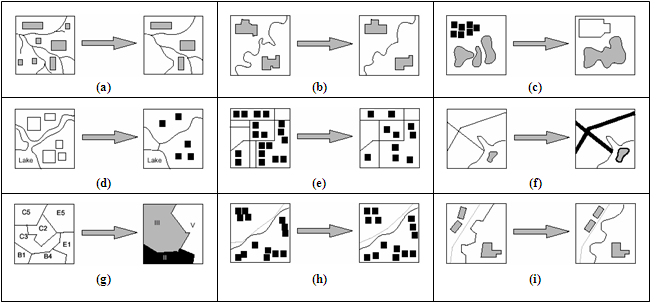 (a)
(b)
(c)
Lake
Lake
(d)
(e)
(f)
C5
E5
C2
C3
E1
B1
B4
III
V
II
(g)
(h)
(i)